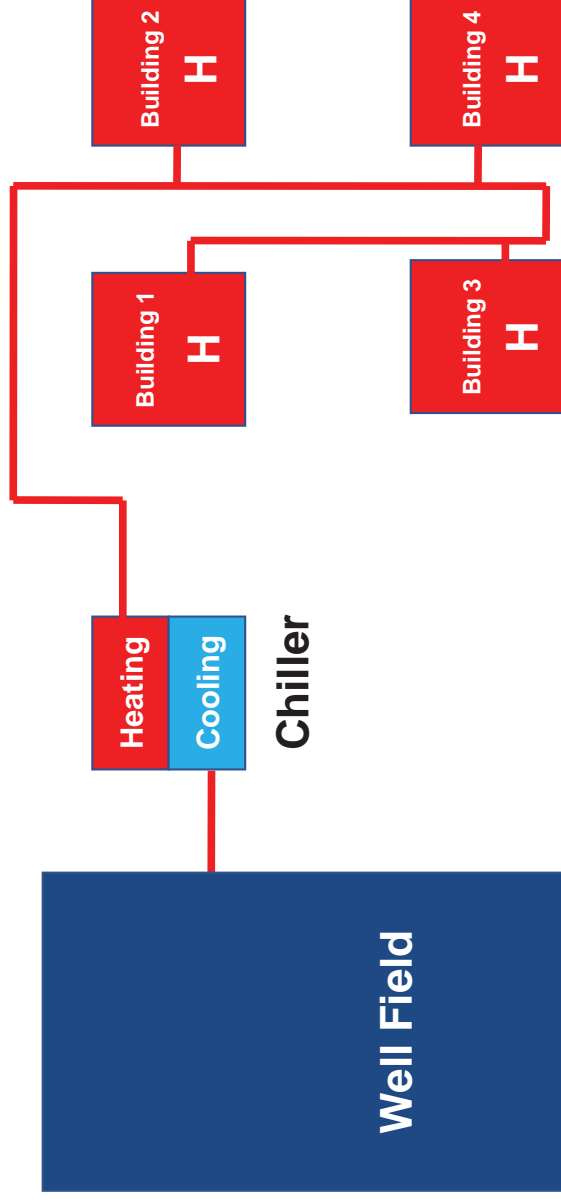 Well Field
Heating
Cooling
Chiller
Building 1
H
Building 3
H
Building 2
H
Building 4
H